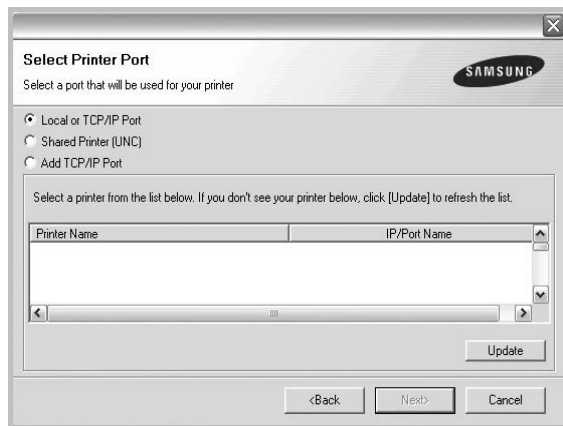 Select Printer Port
Select a port that will be used for your printer
SAMSUNG
Local or TCP/IP Port
Shared Printer (UNC)
Add TCP/IP Port
Select a printer from the list below. If you don't see your printer below, click [Update] to refresh the list.
Printer Name IP/Port Name
Update
<Back Next> Cancel